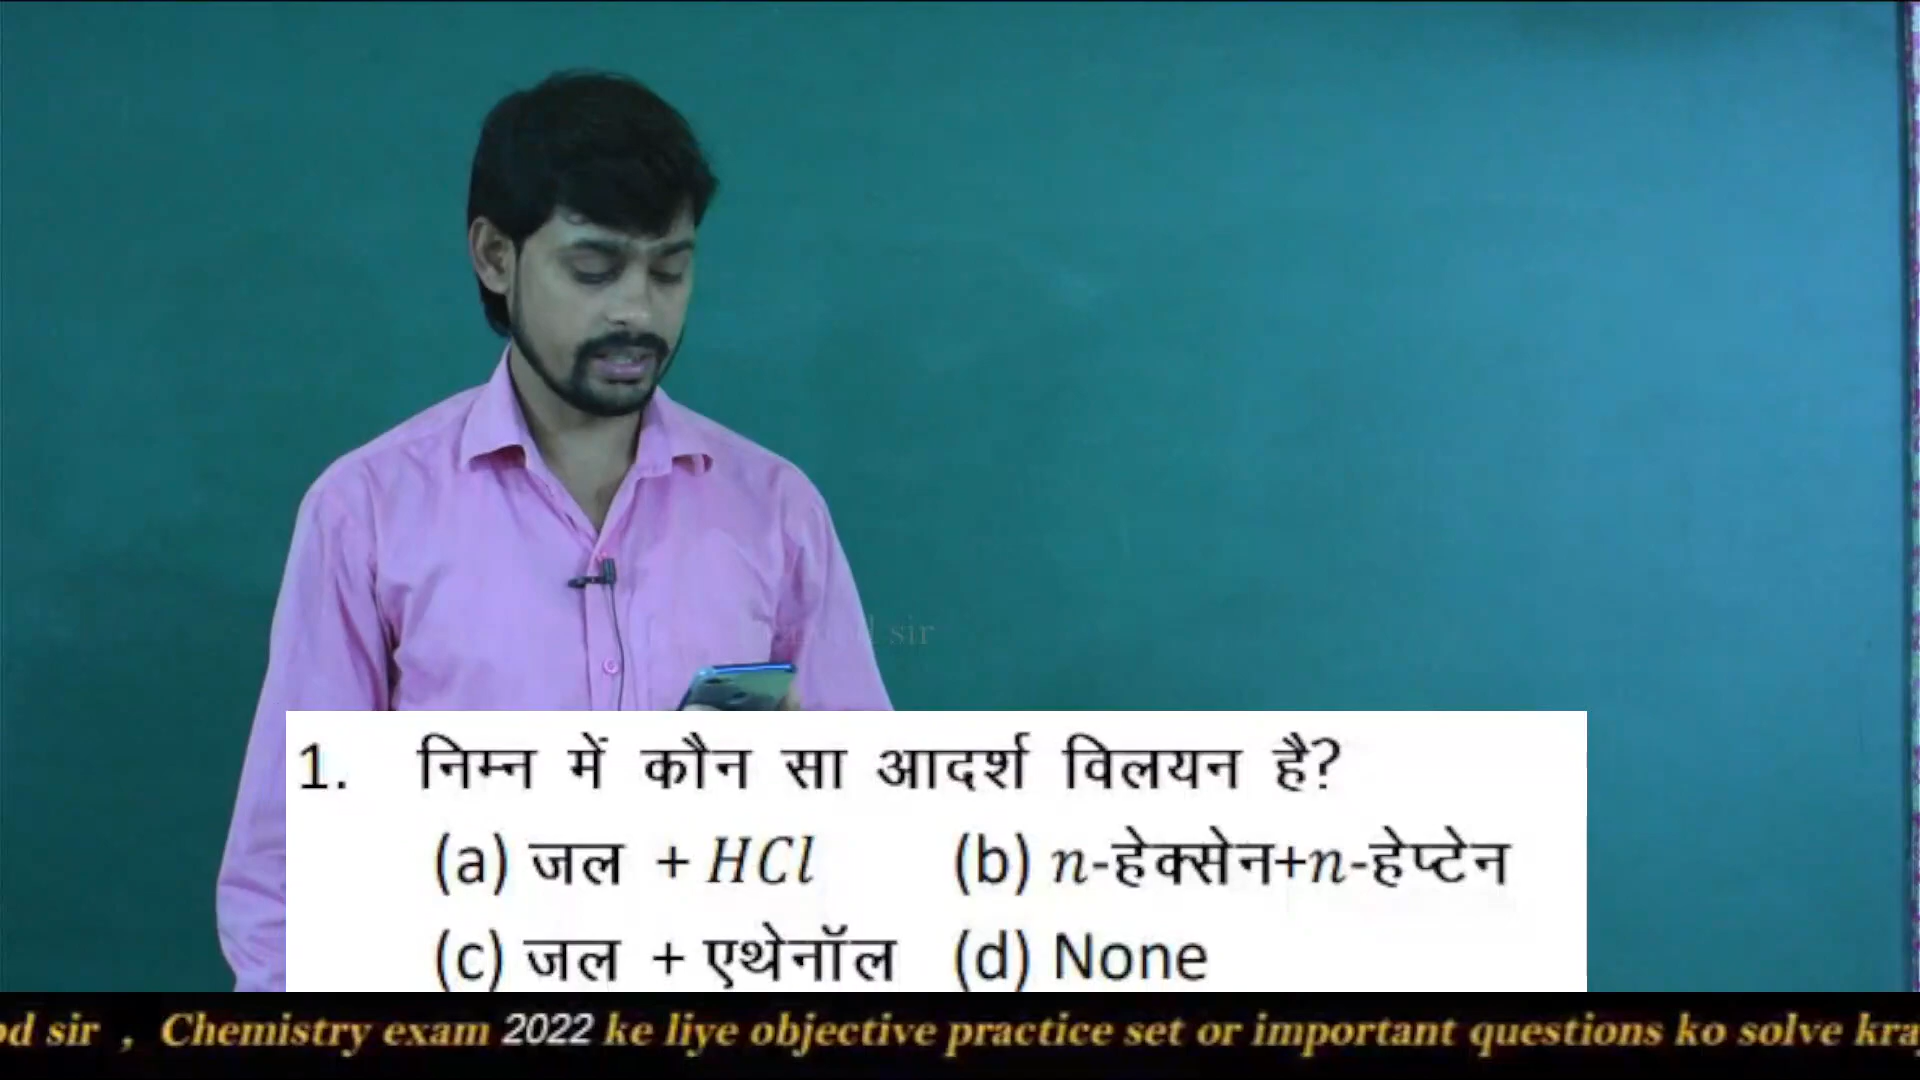 sir
1. निम्न में कौन सा आदर्श विलयन है?
(a) जल + HCl (b) n-हेक्सेन+n-हेप्टेन
(c) जल + एथेनॉल (d) None
sir , Chemistry exam 2022 ke liye objective practice set or important questions ko solve